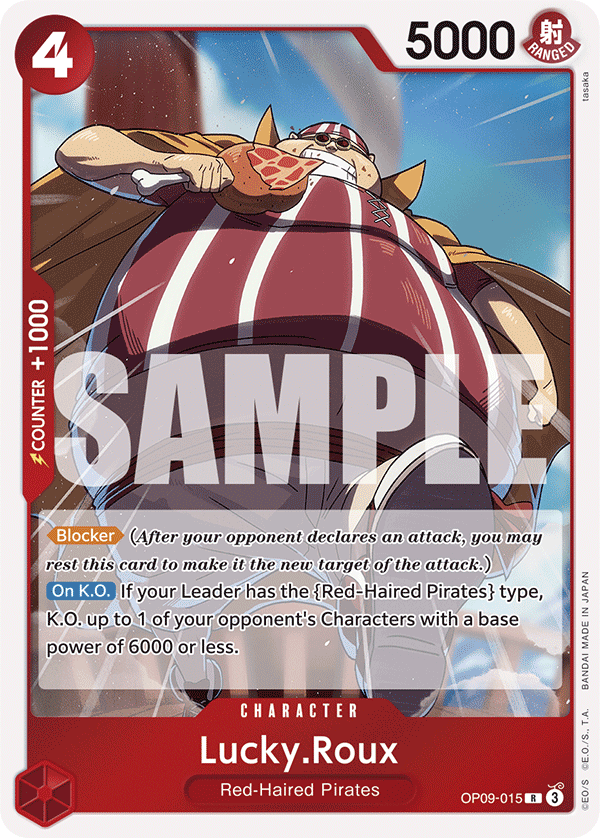 4
5000
射
RANGED
tasaka
COUNTER +1000
SAMPLE
Blocker (After your opponent declares an attack, you may
rest this card to make it the new target of the attack.)
On K.O. If your Leader has the {Red-Haired Pirates} type,
K.O. up to 1 of your opponent's Characters with a base
power of 6000 or less.
CHARACTER
Lucky.Roux
Red-Haired Pirates
OP09-015 R 3
©EO/S ©E.O./S., T.A. BANDAI MADE IN JAPAN